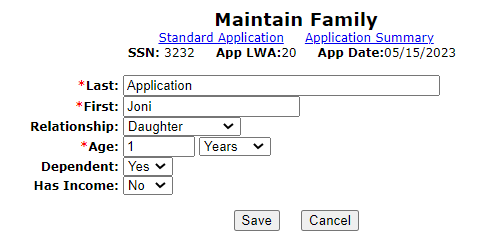 Maintain Family
Standard Application Application Summary
SSN: 3232 App LWA:20 App Date:05/15/2023
*Last: Application
*First: Joni
Relationship: Daughter
*Age: 1 Years
Dependent: Yes
Has Income: No
Save Cancel